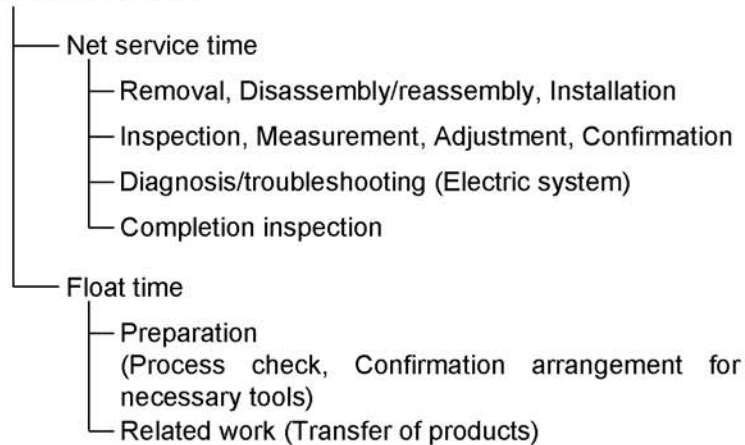 Net service time
Removal, Disassembly/reassembly, Installation
Inspection, Measurement, Adjustment, Confirmation
Diagnosis/troubleshooting (Electric system)
Completion inspection
Float time
Preparation
(Process check, Confirmation arrangement for
necessary tools)
Related work (Transfer of products)